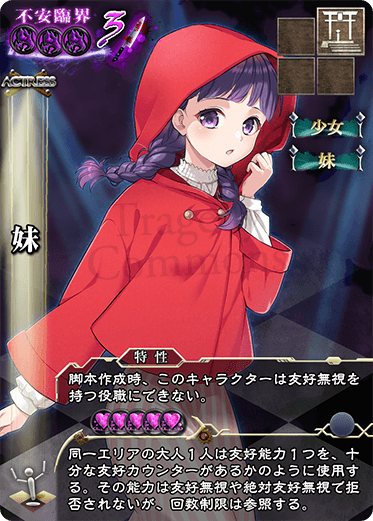 不安臨界
3
ACTRESS
少女
妹
妹
Tragedy
Commons
特性
脚本作成時、このキャラクターは友好無視を
持つ役職にできない。
同一エリアの大人1人は友好能力1つを、十
分な友好カウンターがあるかのように使用す
る。その能力は友好無視や絶対友好無視で拒
否されないが、回数制限は参照する。